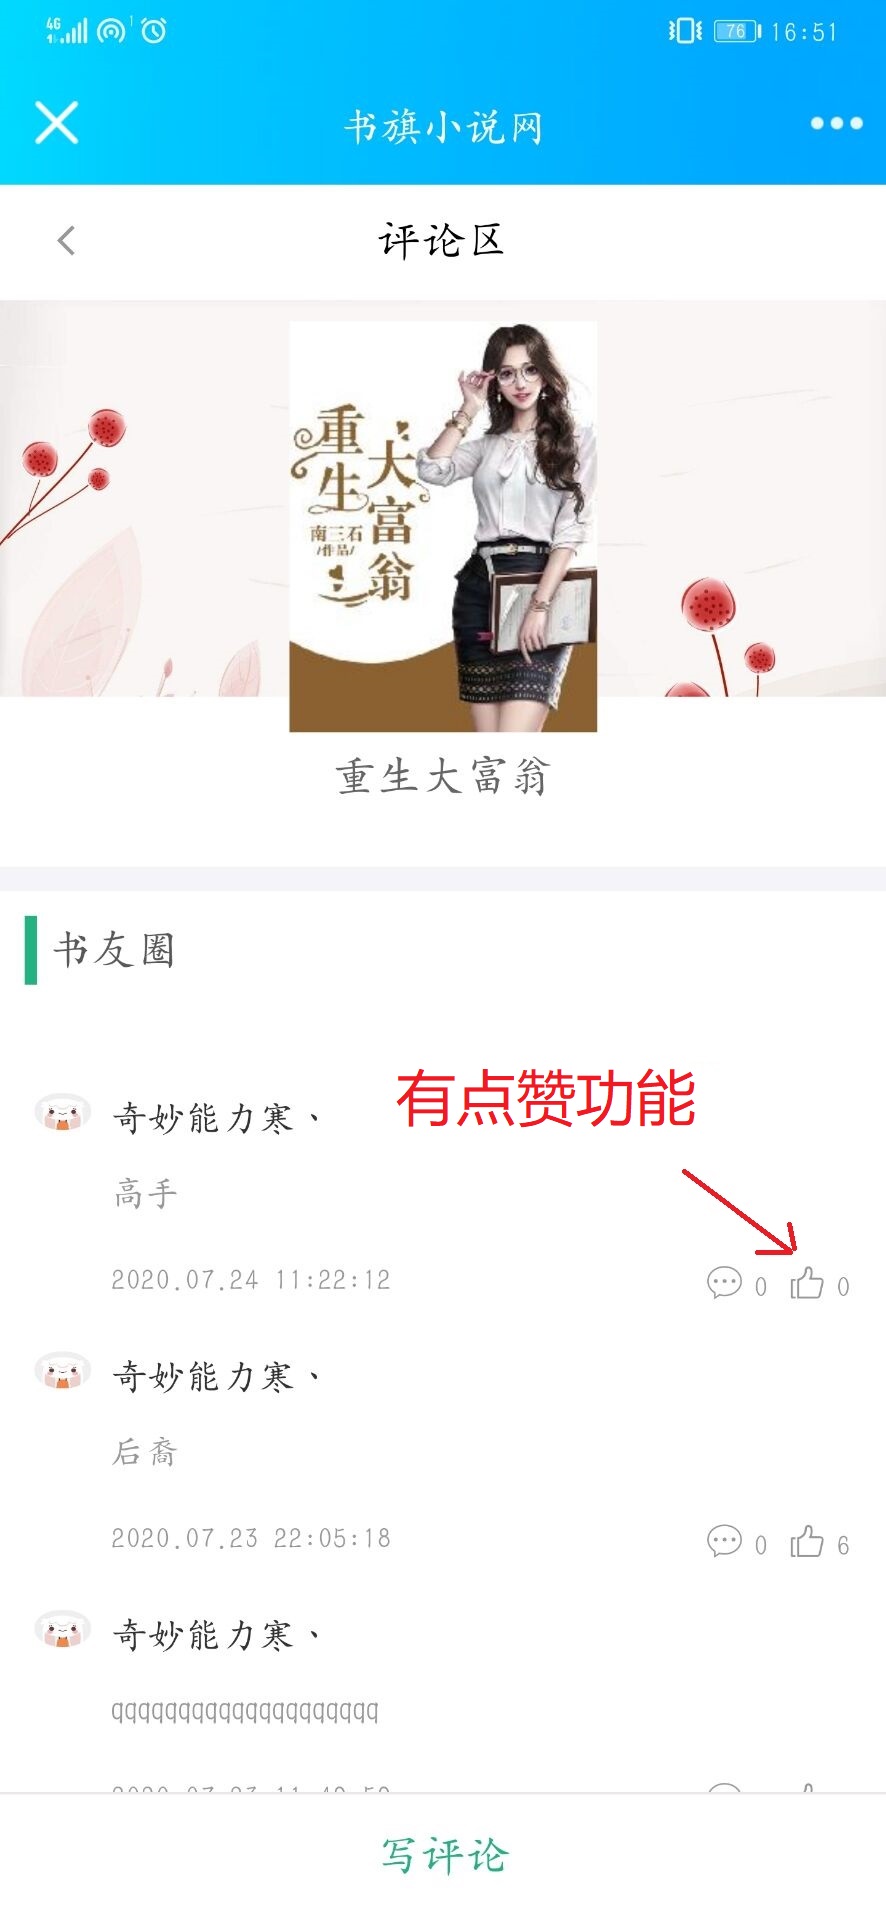 4G
1
76
16:51
书旗小说网
评论区
重生
大富翁
南三石
/作品/
重生大富翁
书友圈
有点赞功能
奇妙能力寒、
高手
2020.07.24 11:22:12
0
0
奇妙能力寒、
后裔
2020.07.23 22:05:18
0
6
奇妙能力寒、
qqqqqqqqqqqqqqqqqqqq
写评论